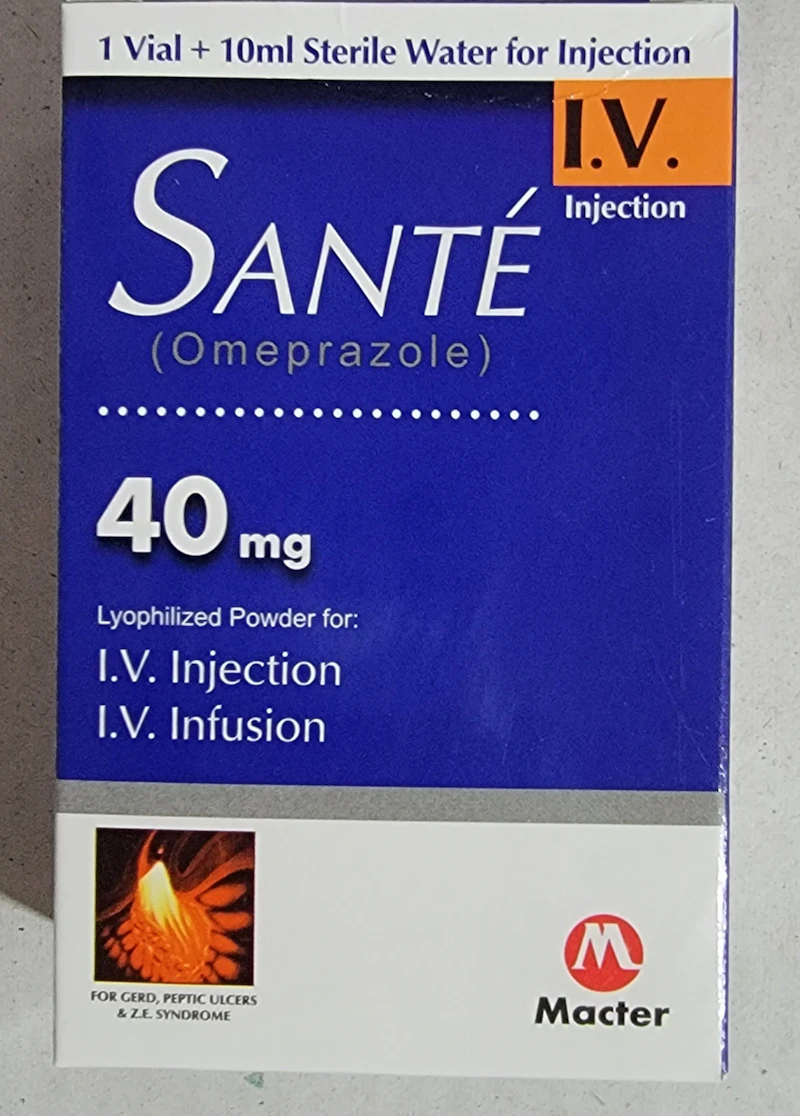 1 Vial + 10ml Sterile Water for Injection
I.V.
Injection
SANTÉ
(Omeprazole)
40 mg
Lyophilized Powder for:
I.V. Injection
I.V. Infusion
FOR GERD, PEPTIC ULCERS
& Z.E. SYNDROME
M
Macter